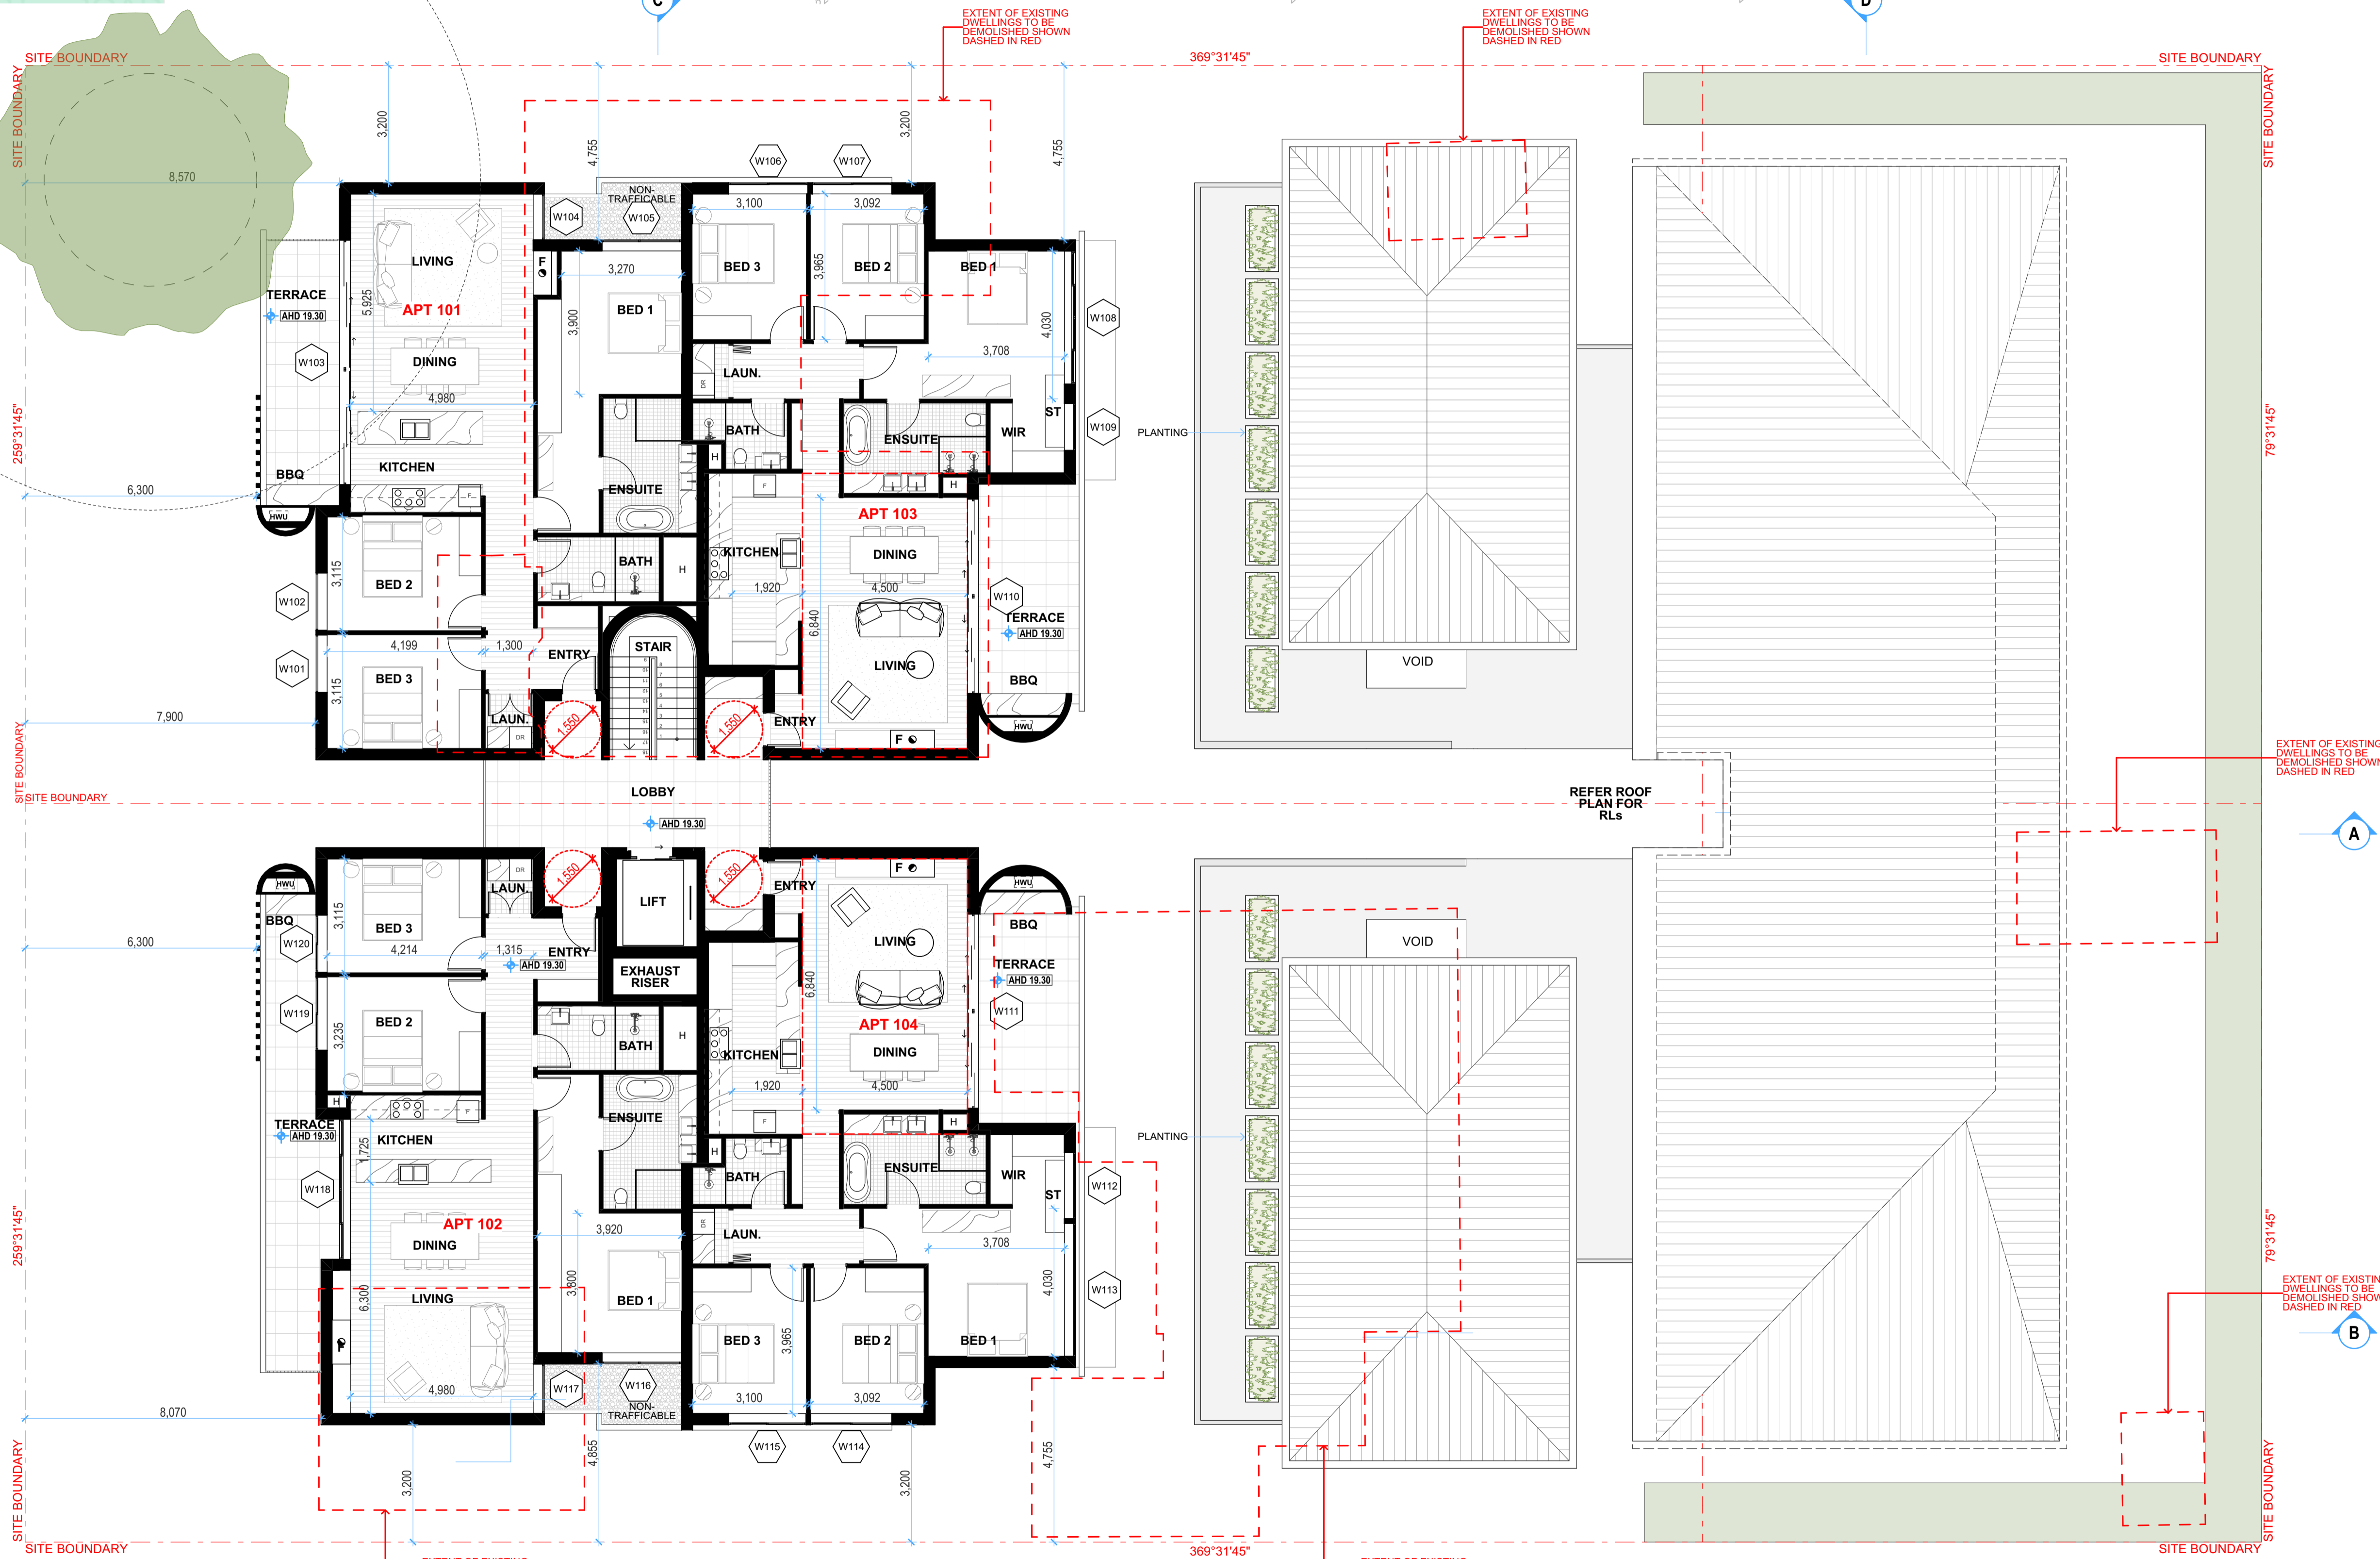 C
D
EXTENT OF EXISTING
DWELLINGS TO BE
DEMOLISHED SHOWN
DASHED IN RED
EXTENT OF EXISTING
DWELLINGS TO BE
DEMOLISHED SHOWN
DASHED IN RED
SITE BOUNDARY
369°31'45"
SITE BOUNDARY
SITE BOUNDARY
SITE BOUNDARY
3,200
4,755
3,200
4,755
8,570
W106
W107
NON-
TRAFFICABLE
W104
W105
3,100
3,092
LIVING
F
3,270
BED 3
3,965
BED 2
BED 1
TERRACE
AHD 19.30
5,925
APT 101
BED 1
3,900
4,030
W108
W103
DINING
3,708
LAUN.
DR
4,980
ST
W109
259°31'45"
79°31'45"
BATH
ENSUITE
WIR
PLANTING
H
BBQ
KITCHEN
6,300
F
ENSUITE
F
H
HWU
APT 103
KITCHEN
DINING
BED 2
3,115
BATH
H
1,920
4,500
W102
W110
TERRACE
AHD 19.30
6,840
4,199
1,300
ENTRY
STAIR
W101
LIVING
VOID
BED 3
3,115
BBQ
7,900
LAUN.
1,550
1,550
ENTRY
DR
HWU
F
SITE BOUNDARY
EXTENT OF EXISTING
DWELLINGS TO BE
DEMOLISHED SHOWN
DASHED IN RED
SITE BOUNDARY
LOBBY
AHD 19.30
REFER ROOF
PLAN FOR
RLs
A
HWU
DR
LAUN.
1,550
1,550
ENTRY
F
HWU
LIFT
BBQ
BED 3
3,115
BBQ
W120
6,300
4,214
1,315
ENTRY
AHD 19.30
LIVING
VOID
EXHAUST
RISER
TERRACE
AHD 19.30
6,840
W119
BED 2
3,235
APT 104
W111
BATH
H
KITCHEN
DINING
1,920
4,500
H
F
ENSUITE
TERRACE
AHD 19.30
KITCHEN
1,725
F
H
H
PLANTING
W118
BATH
ENSUITE
WIR
W112
ST
259°31'45"
79°31'45"
APT 102
DINING
3,920
DR
LAUN.
3,708
EXTENT OF EXISTING
DWELLINGS TO BE
DEMOLISHED SHOWN
DASHED IN RED
B
LIVING
6,300
3,800
BED 1
4,030
W113
F
BED 3
3,965
BED 2
BED 1
4,980
W117
W116
NON-
TRAFFICABLE
3,100
3,092
8,070
W115
W114
3,200
4,855
3,200
4,755
SITE BOUNDARY
SITE BOUNDARY
SITE BOUNDARY
369°31'45"
SITE BOUNDARY